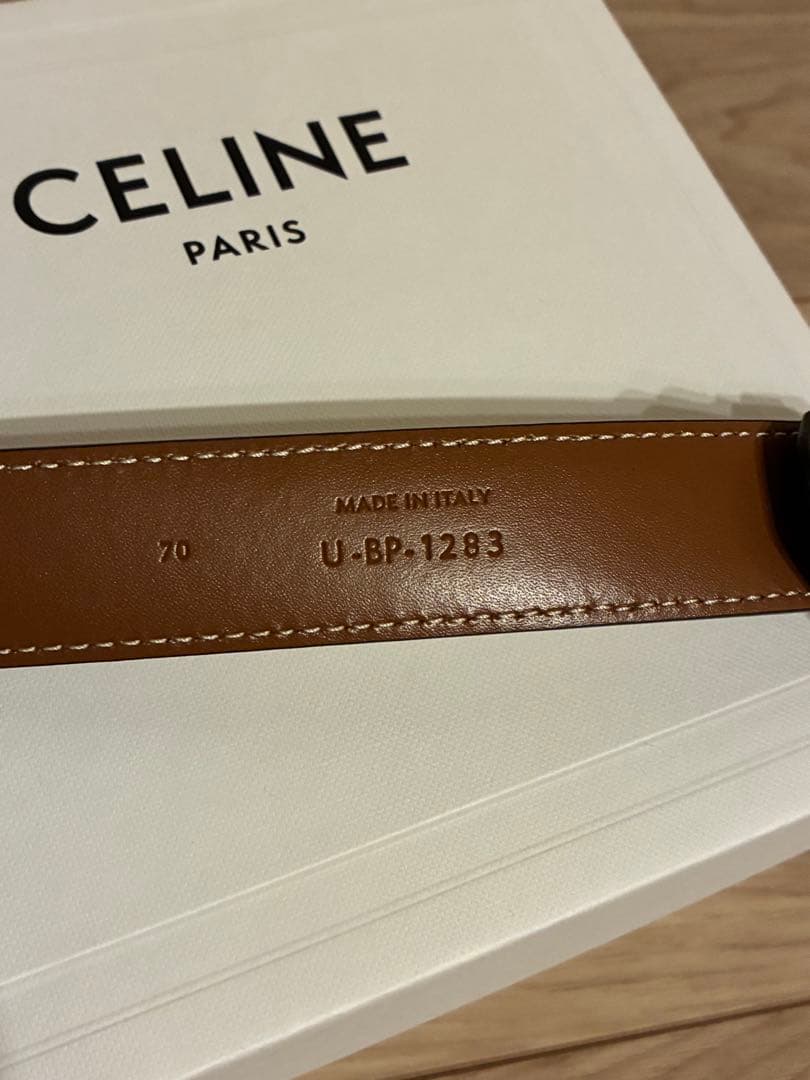 CELINE
PARIS
MADE IN ITALY
70
U-BP-1283